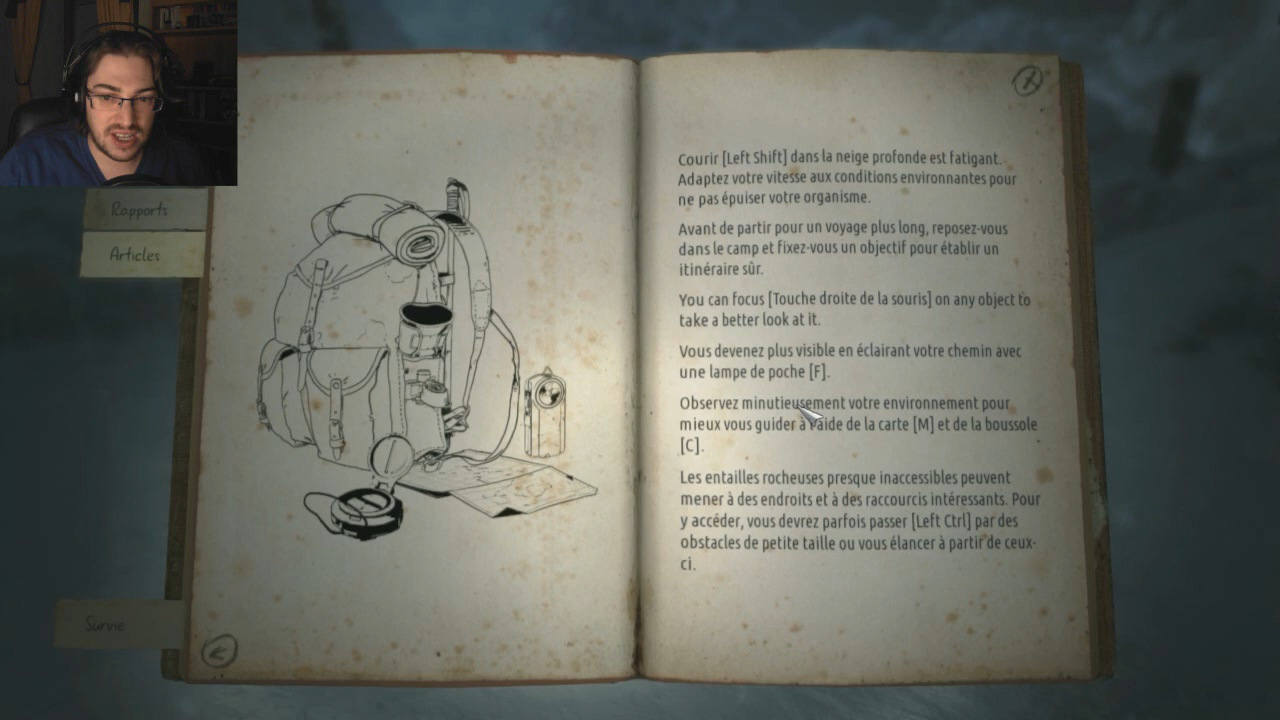 Rapports
Articles
Survie
Courir [Left Shift] dans la neige profonde est fatigant.
Adaptez votre vitesse aux conditions environnantes pour
ne pas épuiser votre organisme.
Avant de partir pour un voyage plus long, reposez-vous
dans le camp et fixez-vous un objectif pour établir un
itinéraire sûr.
You can focus [Touche droite de la souris] on any object to
take a better look at it.
Vous devenez plus visible en éclairant votre chemin avec
une lampe de poche [F].
Observez minutieusement votre environnement pour
mieux vous guider à l'aide de la carte [M] et de la boussole
[C].
Les entailles rocheuses presque inaccessibles peuvent
mener à des endroits et à des raccourcis intéressants. Pour
y accéder, vous devrez parfois passer [Left Ctrl] par des
obstacles de petite taille ou vous élancer à partir de ceux-
ci.